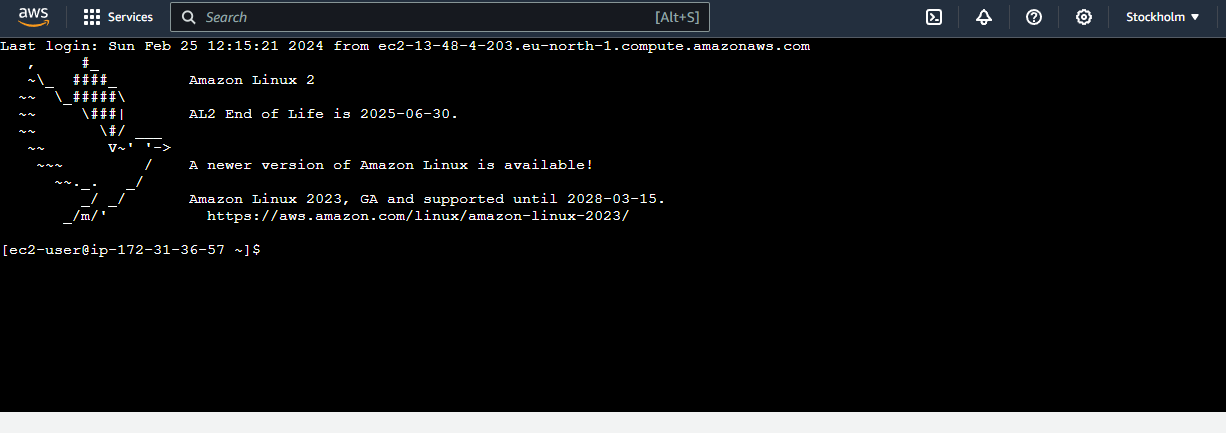 aws Services Search [Alt+S] Stockholm ▼
Last login: Sun Feb 25 12:15:21 2024 from ec2-13-48-4-203.eu-north-1.compute.amazonaws.com
   ,     #_
   ~\_  ####_        Amazon Linux 2
  ~~  \_#####\
  ~~     \###|       AL2 End of Life is 2025-06-30.
  ~~       \#/ ___
   ~~       V~' '->
    ~~~         /    A newer version of Amazon Linux is available!
      ~~._.   _/
         _/ _/       Amazon Linux 2023, GA and supported until 2028-03-15.
       _/m/'           https://aws.amazon.com/linux/amazon-linux-2023/
[ec2-user@ip-172-31-36-57 ~]$